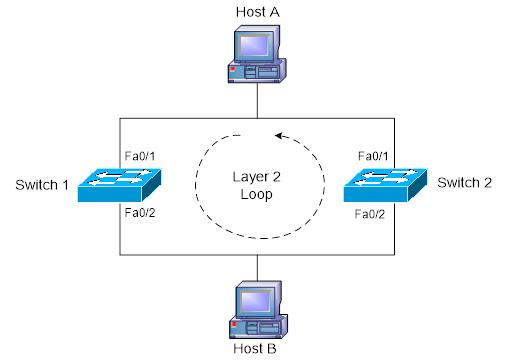 Host A
Fa0/1
Fa0/1
Switch 1
Layer 2
Loop
Switch 2
Fa0/2
Fa0/2
Host B